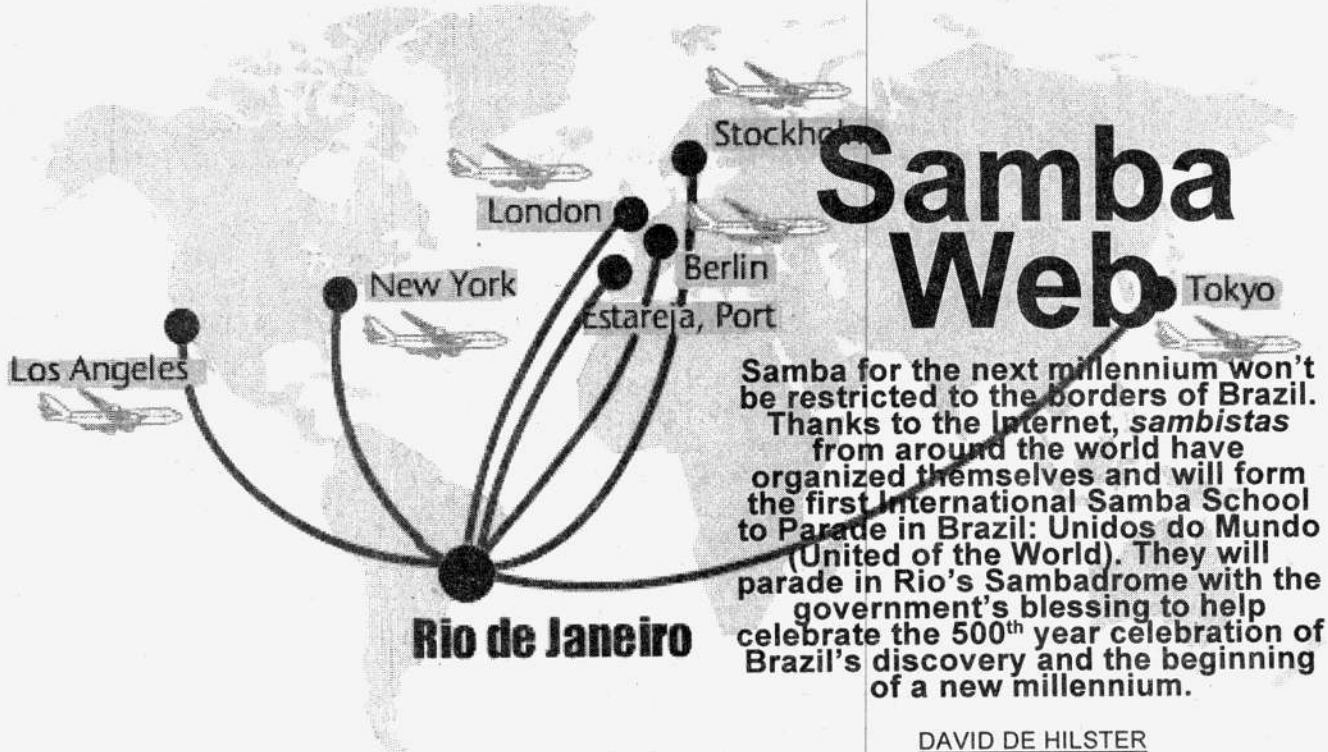 Stockholm
Samba
Web
London
Berlin
New York
Estareja, Port
Tokyo
Los Angeles
Samba for the next millennium won't
be restricted to the borders of Brazil.
Thanks to the Internet, sambistas
from around the world have
organized themselves and will form
the first International Samba School
to Parade in Brazil: Unidos do Mundo
(United of the World). They will
parade in Rio's Sambadrome with the
government's blessing to help
celebrate the 500th year celebration of
Brazil's discovery and the beginning
of a new millennium.
Rio de Janeiro
DAVID DE HILSTER